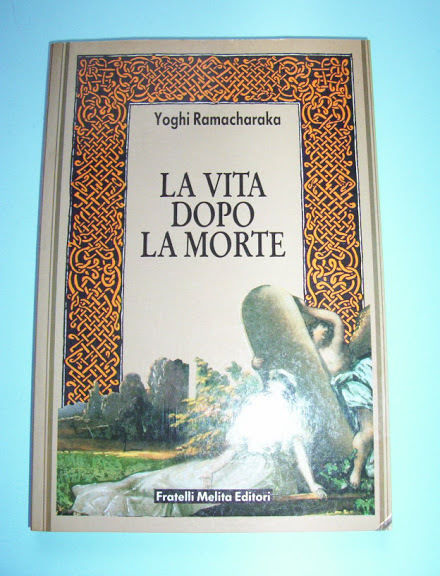 Yoghi Ramacharaka
LA VITA
DOPO
LA MORTE
Fratelli Melita Editori